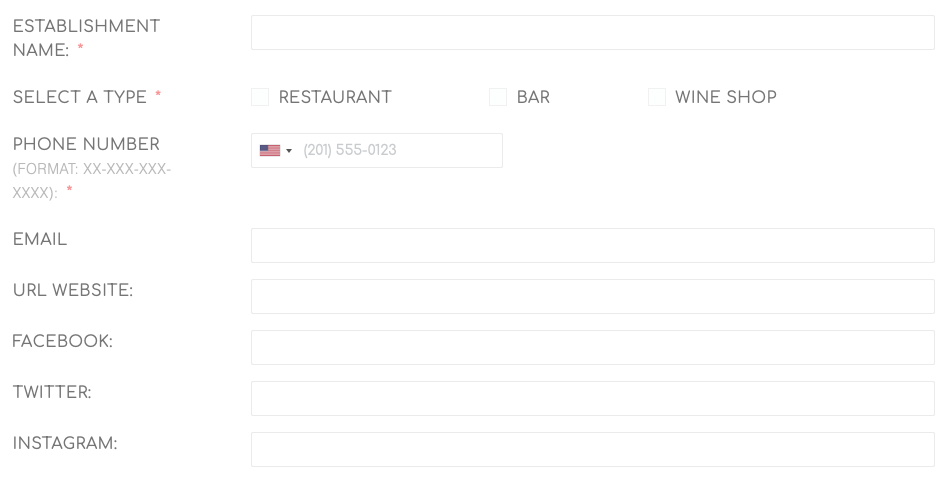 ESTABLISHMENT
NAME: *
SELECT A TYPE * RESTAURANT BAR WINE SHOP
PHONE NUMBER
(201) 555-0123
(FORMAT: XX-XXX-XXX-
XXXX): *
EMAIL
URL WEBSITE:
FACEBOOK:
TWITTER:
INSTAGRAM: